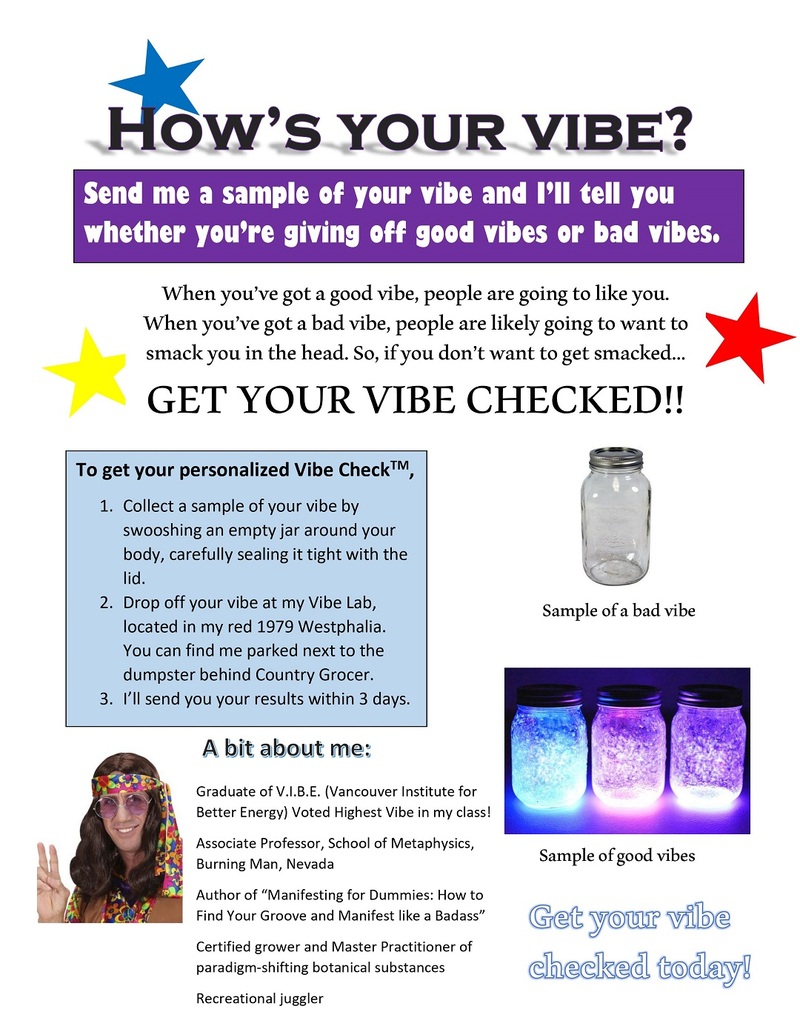 How's your vibe?
Send me a sample of your vibe and I'll tell you
whether you're giving off good vibes or bad vibes.
When you've got a good vibe, people are going to like you.
When you've got a bad vibe, people are likely going to want to
smack you in the head. So, if you don't want to get smacked...
GET YOUR VIBE CHECKED!!
To get your personalized Vibe Check™,
1. Collect a sample of your vibe by
swooshing an empty jar around your
body, carefully sealing it tight with the
lid.
2. Drop off your vibe at my Vibe Lab,
located in my red 1979 Westphalia.
You can find me parked next to the
dumpster behind Country Grocer.
3. I'll send you your results within 3 days.
Sample of a bad vibe
Sample of good vibes
A bit about me:
Graduate of V.I.B.E. (Vancouver Institute for
Better Energy) Voted Highest Vibe in my class!
Associate Professor, School of Metaphysics,
Burning Man, Nevada
Author of “Manifesting for Dummies: How to
Find Your Groove and Manifest like a Badass”
Certified grower and Master Practitioner of
paradigm-shifting botanical substances
Recreational juggler
Get your vibe
checked today!